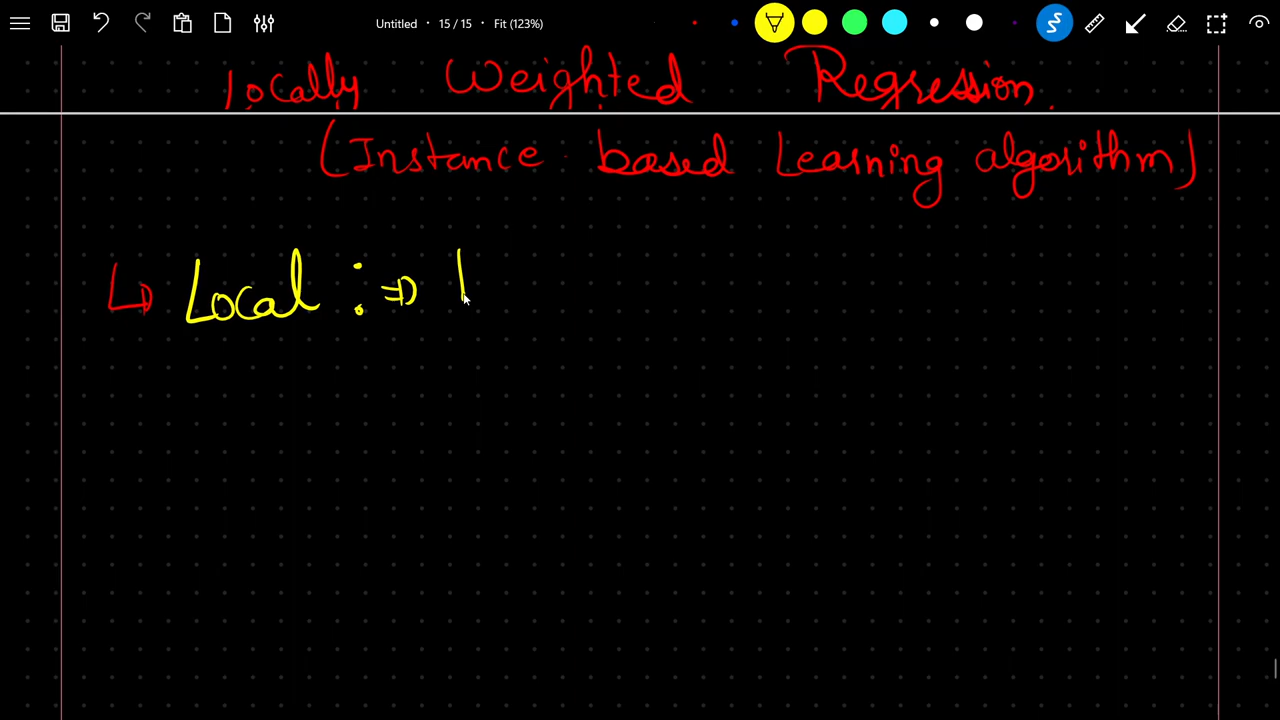 Untitled • 15 / 15 • Fit (123%)
Locally Weighted Regression.
(Instance based Learning algorithm)
↳ Local : ⇒